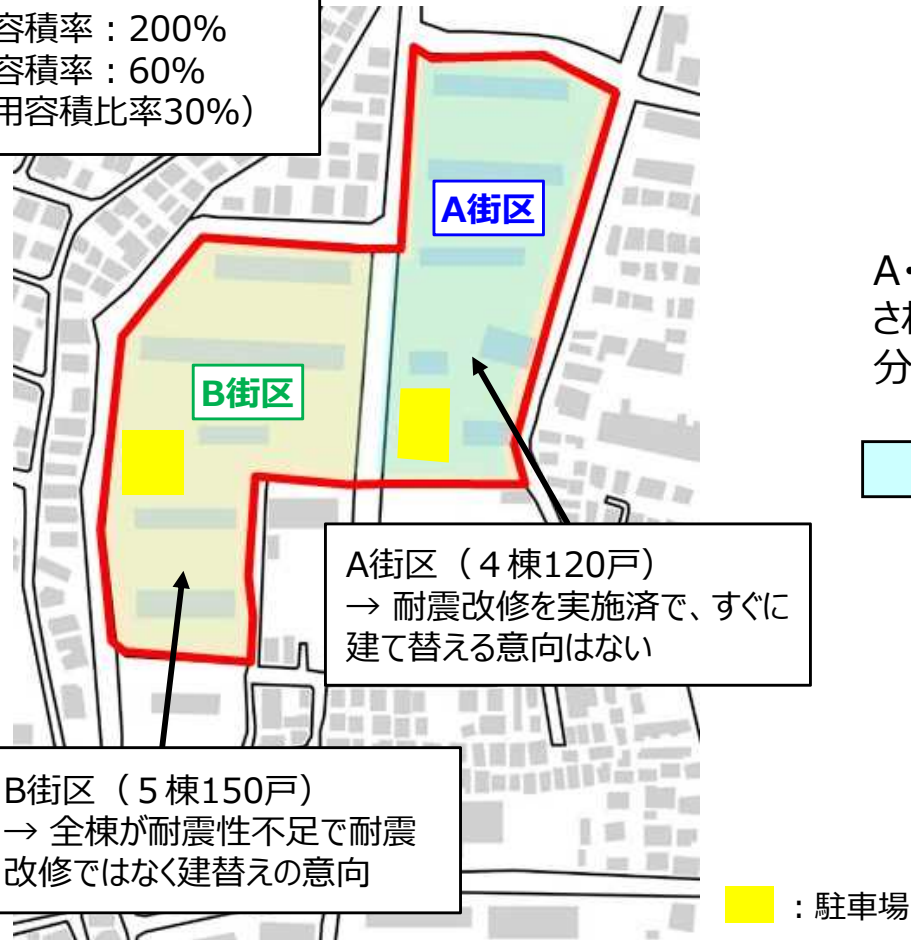 容積率：200%
容積率：60%
用容積比率30%）
A街区
B街区
A・
され
分
A街区（４棟120戸）
→ 耐震改修を実施済で、すぐに
建て替える意向はない
B街区（５棟150戸）
→ 全棟が耐震性不足で耐震
改修ではなく建替えの意向
：駐車場